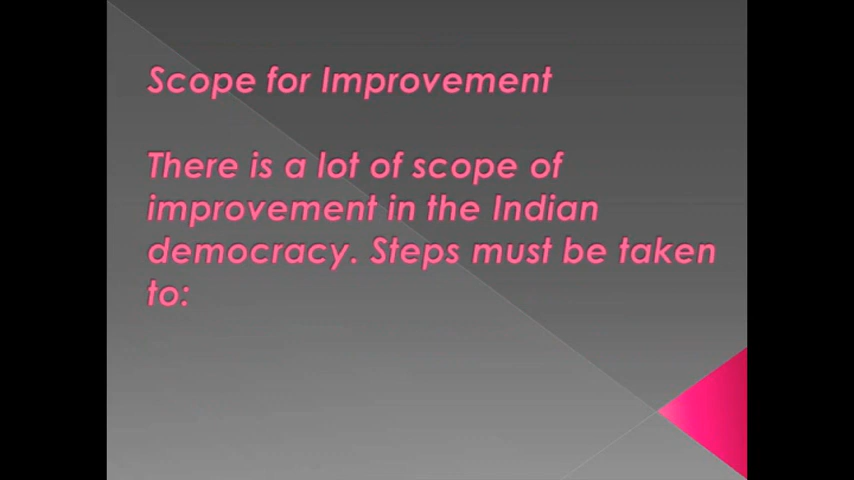 Scope for Improvement
There is a lot of scope of
improvement in the Indian
democracy. Steps must be taken
to: